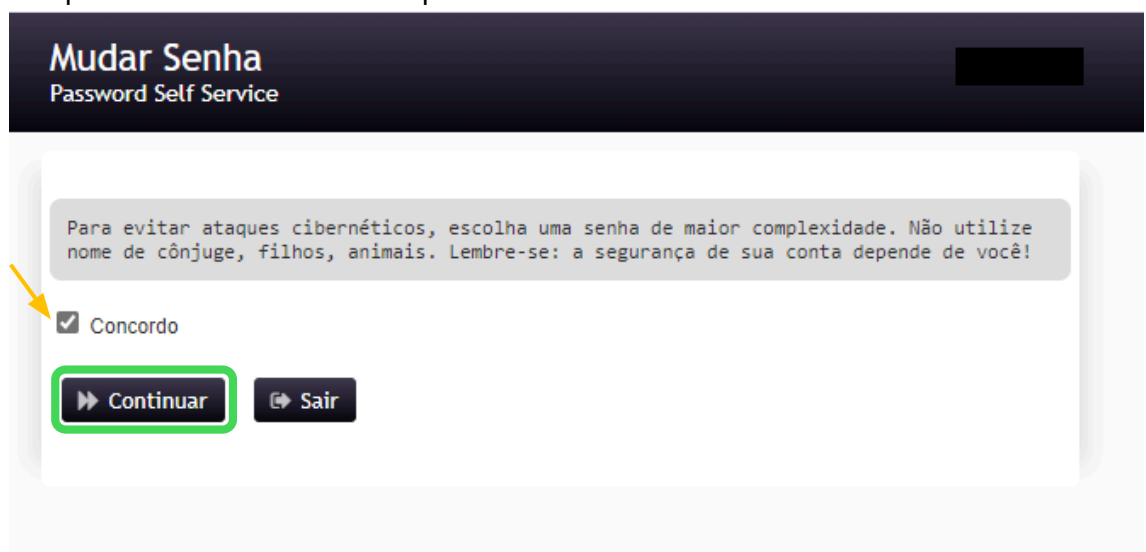 Mudar Senha
Password Self Service
Para evitar ataques cibernéticos, escolha uma senha de maior complexidade. Não utilize
nome de cônjuge, filhos, animais. Lembre-se: a segurança de sua conta depende de você!
Concordo
Continuar
Sair